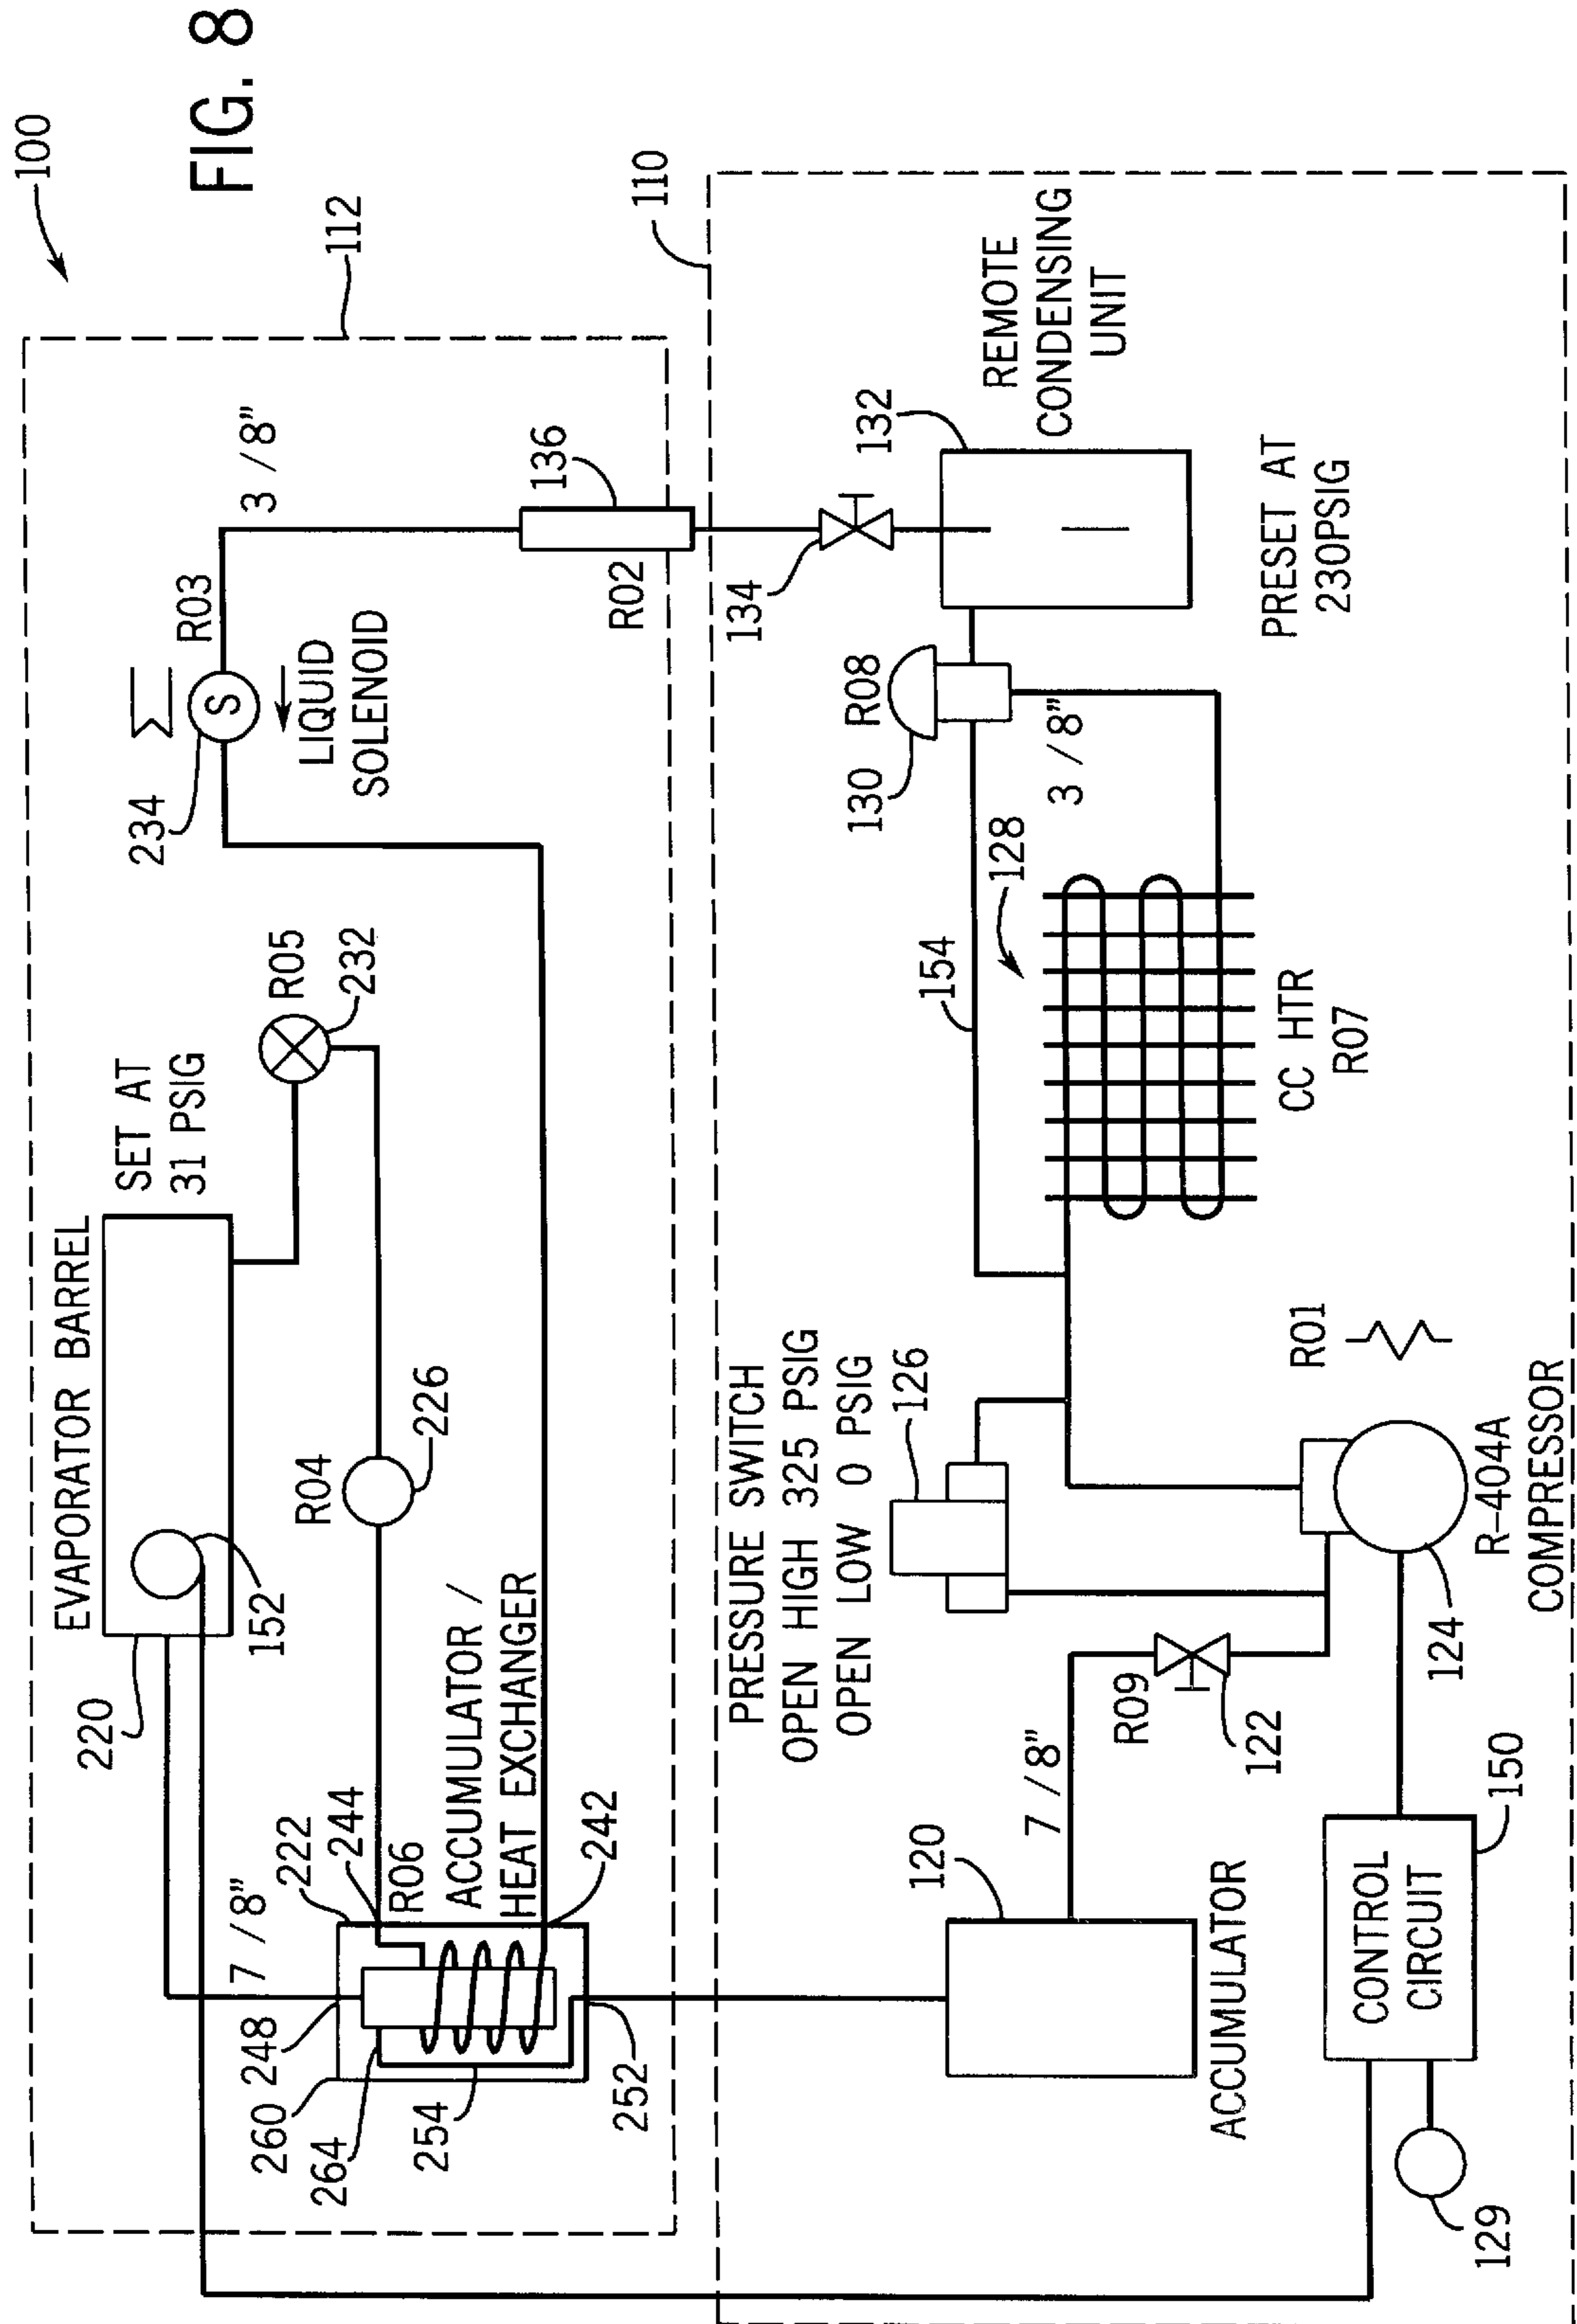 FIG. 8
100
112
EVAPORATOR BARREL
SET AT
31 PSIG
220
152
R05
232
R04
226
234
S
R03
LIQUID
SOLENOID
3 /8"
136
R02
7 /8"
248
260
264
254
252
222
244
R06
ACCUMULATOR /
HEAT EXCHANGER
242
110
PRESSURE SWITCH
OPEN HIGH 325 PSIG
OPEN LOW 0 PSIG
126
154
128
130
R08
3 /8"
134
132
REMOTE
CONDENSING
UNIT
PRESET AT
230PSIG
CC HTR
R07
120
ACCUMULATOR
7 /8"
R09
122
R01
124
R-404A
COMPRESSOR
CONTROL
CIRCUIT
150
129